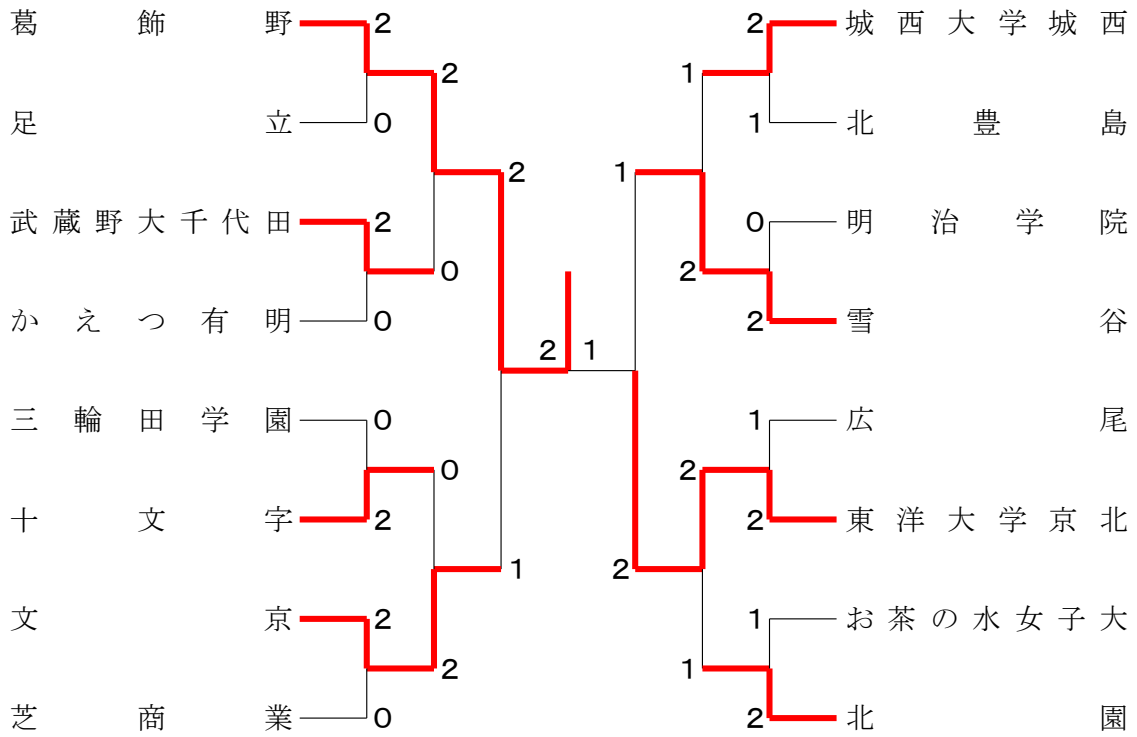 葛飾野 2 2 城西大学城西
2 1
足立 0 1 北豊島
2 1
武蔵野大千代田 2 0 明治学院
0 2
かえつ有明 0 2 雪谷
2 1
三輪田学園 0 1 広尾
0 2
十文字 2 2 東洋大学京北
1 2
文京 2 1 お茶の水女子大
2 1
芝商業 0 2 北園